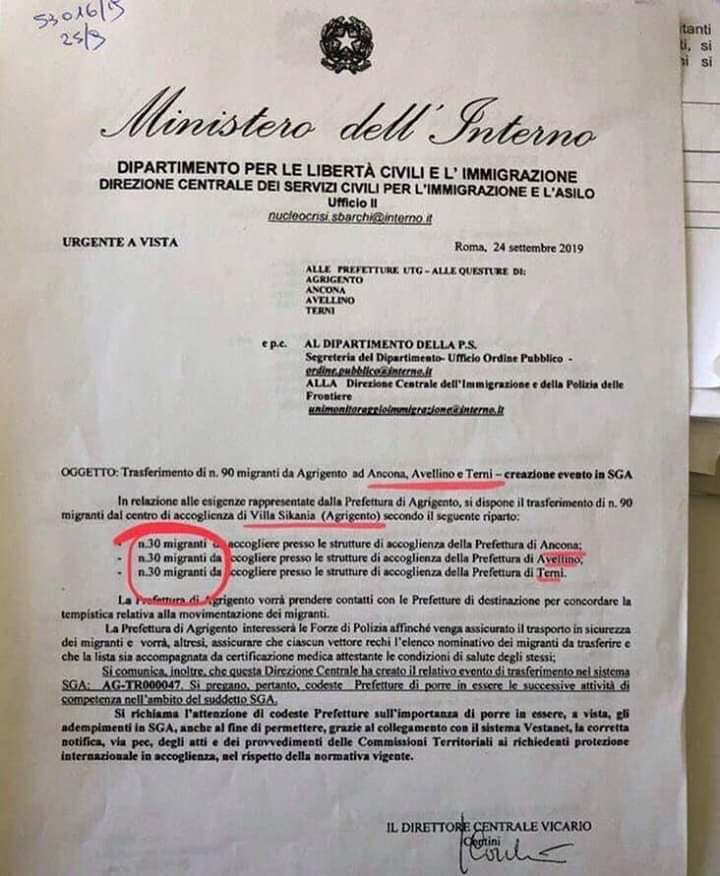 53016/15
25/9
tanti
ti, si
si
Ministero dell'Interno
DIPARTIMENTO PER LE LIBERTÀ CIVILI E L' IMMIGRAZIONE
DIREZIONE CENTRALE DEI SERVIZI CIVILI PER L'IMMIGRAZIONE E L'ASILO
Ufficio II
nucleocrisi.sbarchi@interno.it
URGENTE A VISTA
Roma, 24 settembre 2019
ALLE PREFETTURE UTG – ALLE QUESTURE DI:
AGRIGENTO
ANCONA
AVELLINO
TERNI
e p.c. AL DIPARTIMENTO DELLA P.S.
Segreteria del Dipartimento- Ufficio Ordine Pubblico -
ordine.pubblico@interno.it
ALLA Direzione Centrale dell'Immigrazione e della Polizia delle
Frontiere
unimonitoraggioimmigrazione@interno.it
OGGETTO: Trasferimento di n. 90 migranti da Agrigento ad Ancona, Avellino e Terni – creazione evento in SGA
In relazione alle esigenze rappresentate dalla Prefettura di Agrigento, si dispone il trasferimento di n. 90
migranti dal centro di accoglienza di Villa Sikania (Agrigento) secondo il seguente riparto:
- n.30 migranti accogliere presso le strutture di accoglienza della Prefettura di Ancona;
- n.30 migranti da accogliere presso le strutture di accoglienza della Prefettura di Avellino;
- n.30 migranti da accogliere presso le strutture di accoglienza della Prefettura di Terni.
La Prefettura di Agrigento vorrà prendere contatti con le Prefetture di destinazione per concordare la
tempistica relativa alla movimentazione dei migranti.
La Prefettura di Agrigento interesserà le Forze di Polizia affinché venga assicurato il trasporto in sicurezza
dei migranti e vorrà, altresì, assicurare che ciascun vettore rechi l'elenco nominativo dei migranti da trasferire e
che la lista sia accompagnata da certificazione medica attestante le condizioni di salute degli stessi;
Si comunica, inoltre, che questa Direzione Centrale ha creato il relativo evento di trasferimento nel sistema
SGA: AG-TR000047. Si pregano, pertanto, codeste Prefetture di porre in essere le successive attività di
competenza nell'ambito del suddetto SGA.
Si richiama l'attenzione di codeste Prefetture sull'importanza di porre in essere, a vista, gli
adempimenti in SGA, anche al fine di permettere, grazie al collegamento con il sistema Vestanet, la corretta
notifica, via pec, degli atti e dei provvedimenti delle Commissioni Territoriali ai richiedenti protezione
internazionale in accoglienza, nel rispetto della normativa vigente.
IL DIRETTORE CENTRALE VICARIO